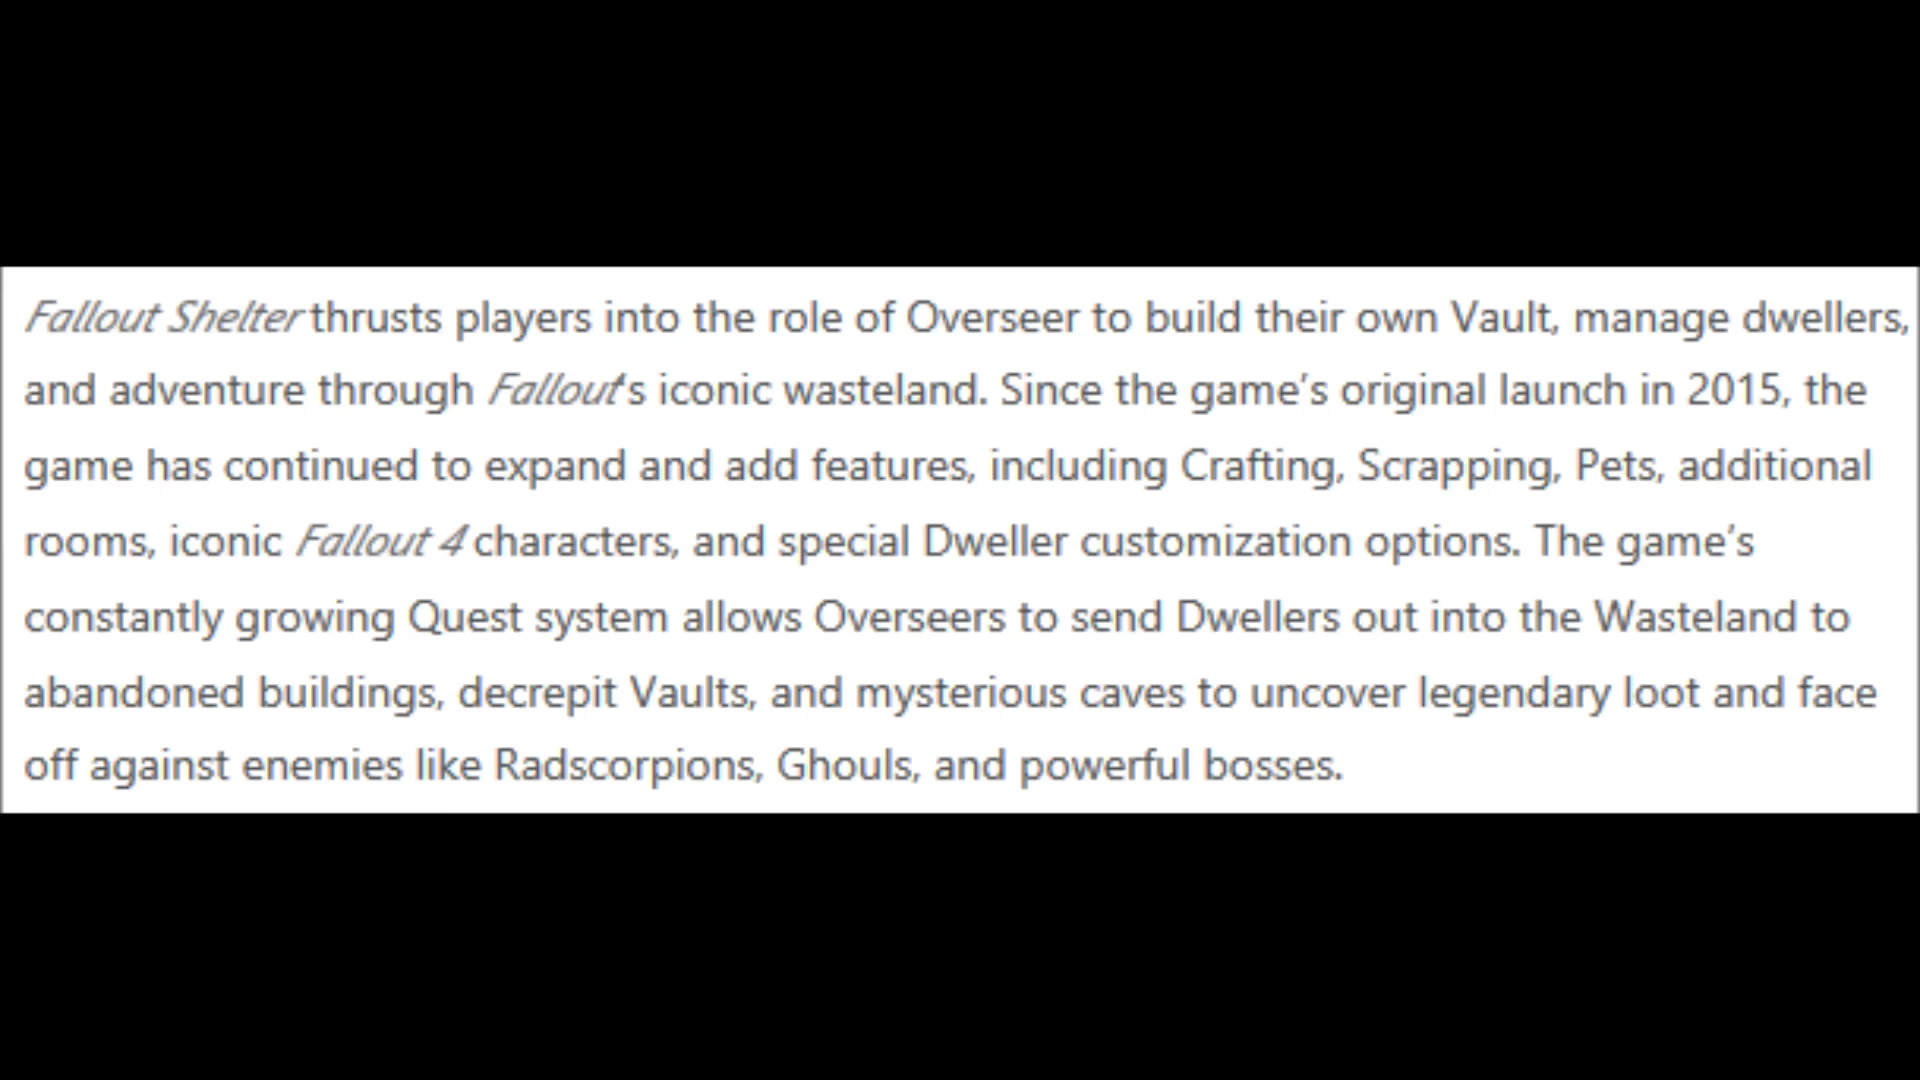 Fallout Shelter thrusts players into the role of Overseer to build their own Vault, manage dwellers,
and adventure through Fallout's iconic wasteland. Since the game’s original launch in 2015, the
game has continued to expand and add features, including Crafting, Scrapping, Pets, additional
rooms, iconic Fallout 4 characters, and special Dweller customization options. The game’s
constantly growing Quest system allows Overseers to send Dwellers out into the Wasteland to
abandoned buildings, decrepit Vaults, and mysterious caves to uncover legendary loot and face
off against enemies like Radscorpions, Ghouls, and powerful bosses.